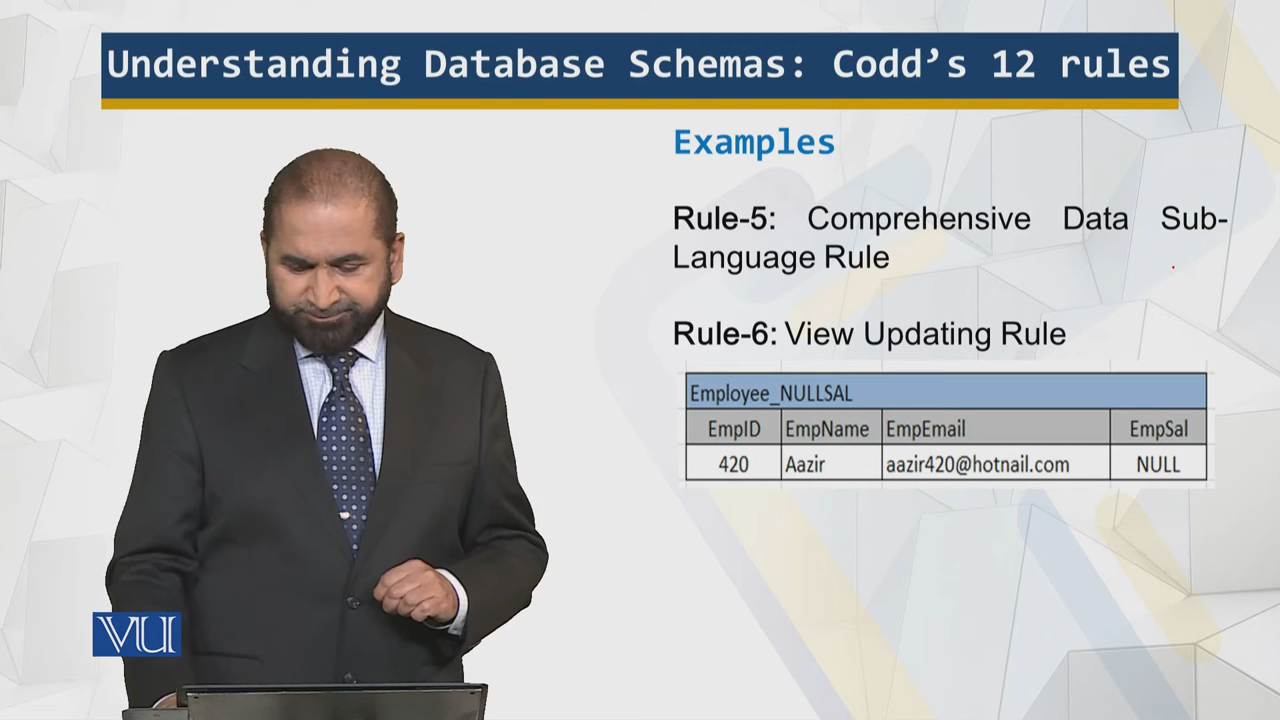 Understanding Database Schemas: Codd's 12 rules
Examples
Rule-5: Comprehensive Data Sub-
Language Rule
Rule-6: View Updating Rule
Employee_NULLSAL
EmpID EmpName EmpEmail EmpSal
420 Aazir aazir420@hotnail.com NULL
VU